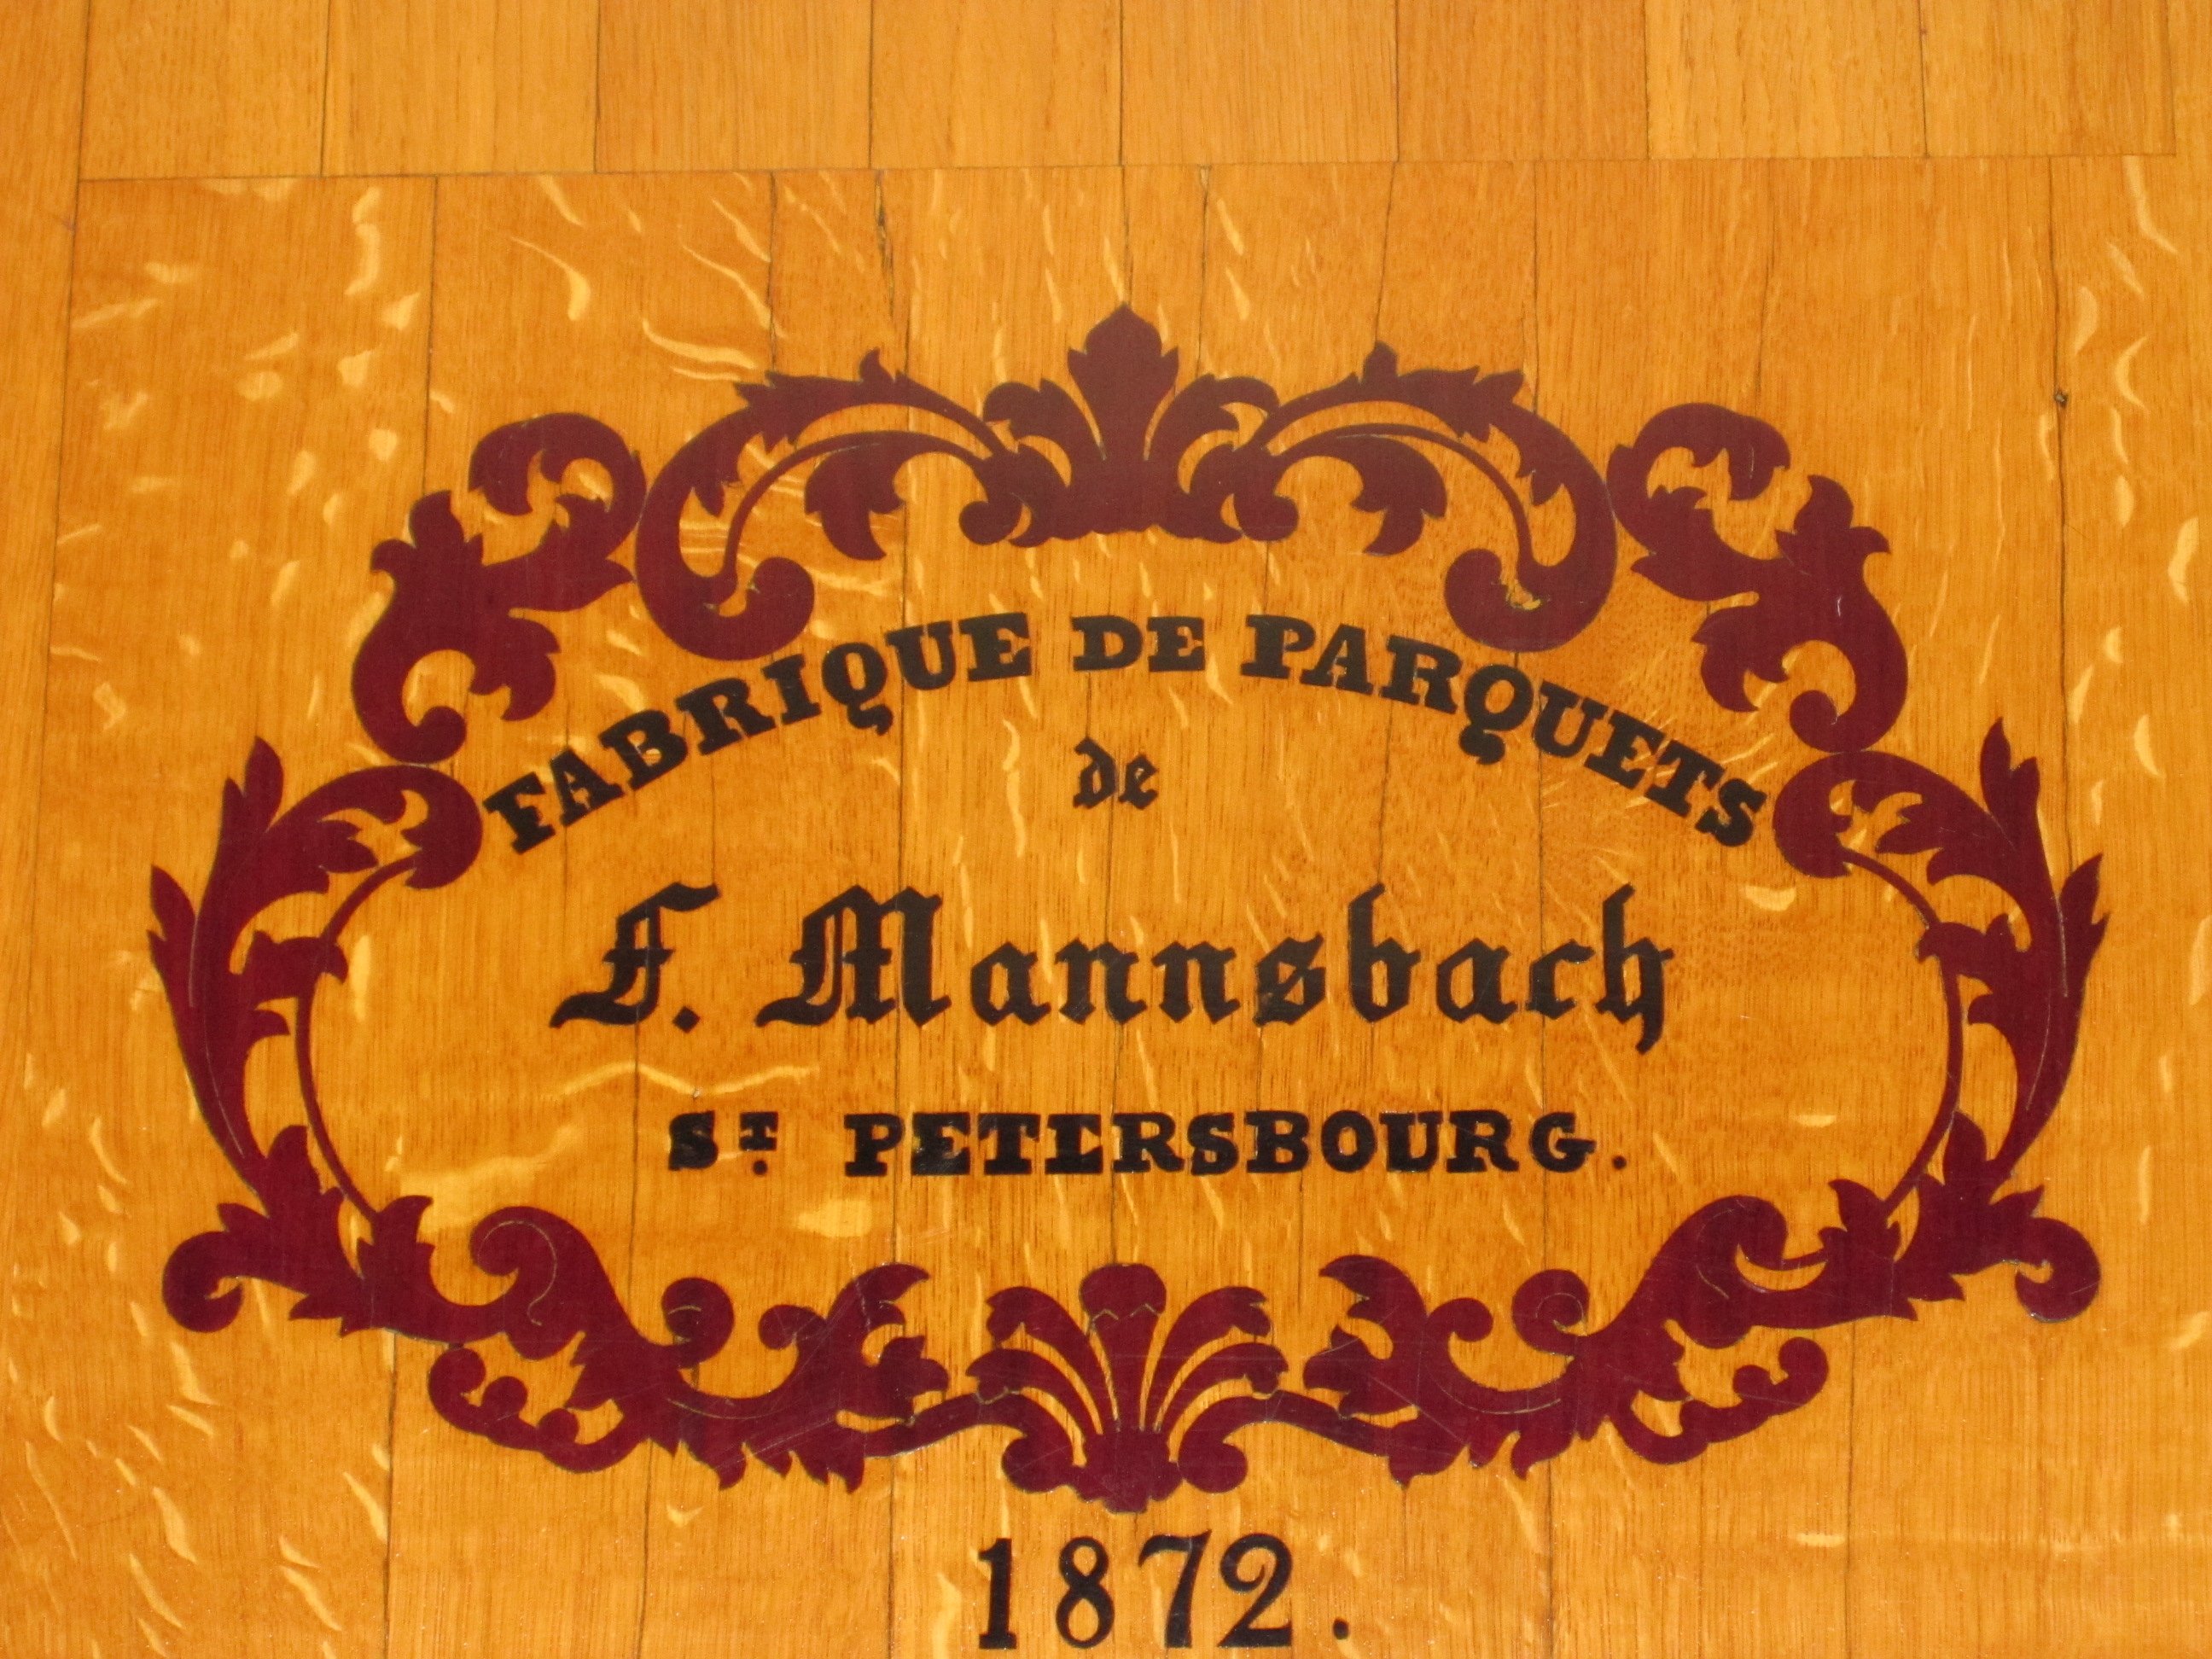 FABRIQUE DE PARQUETS
de
F. Mannsbach
ST. PETERSBOURG.
1872.